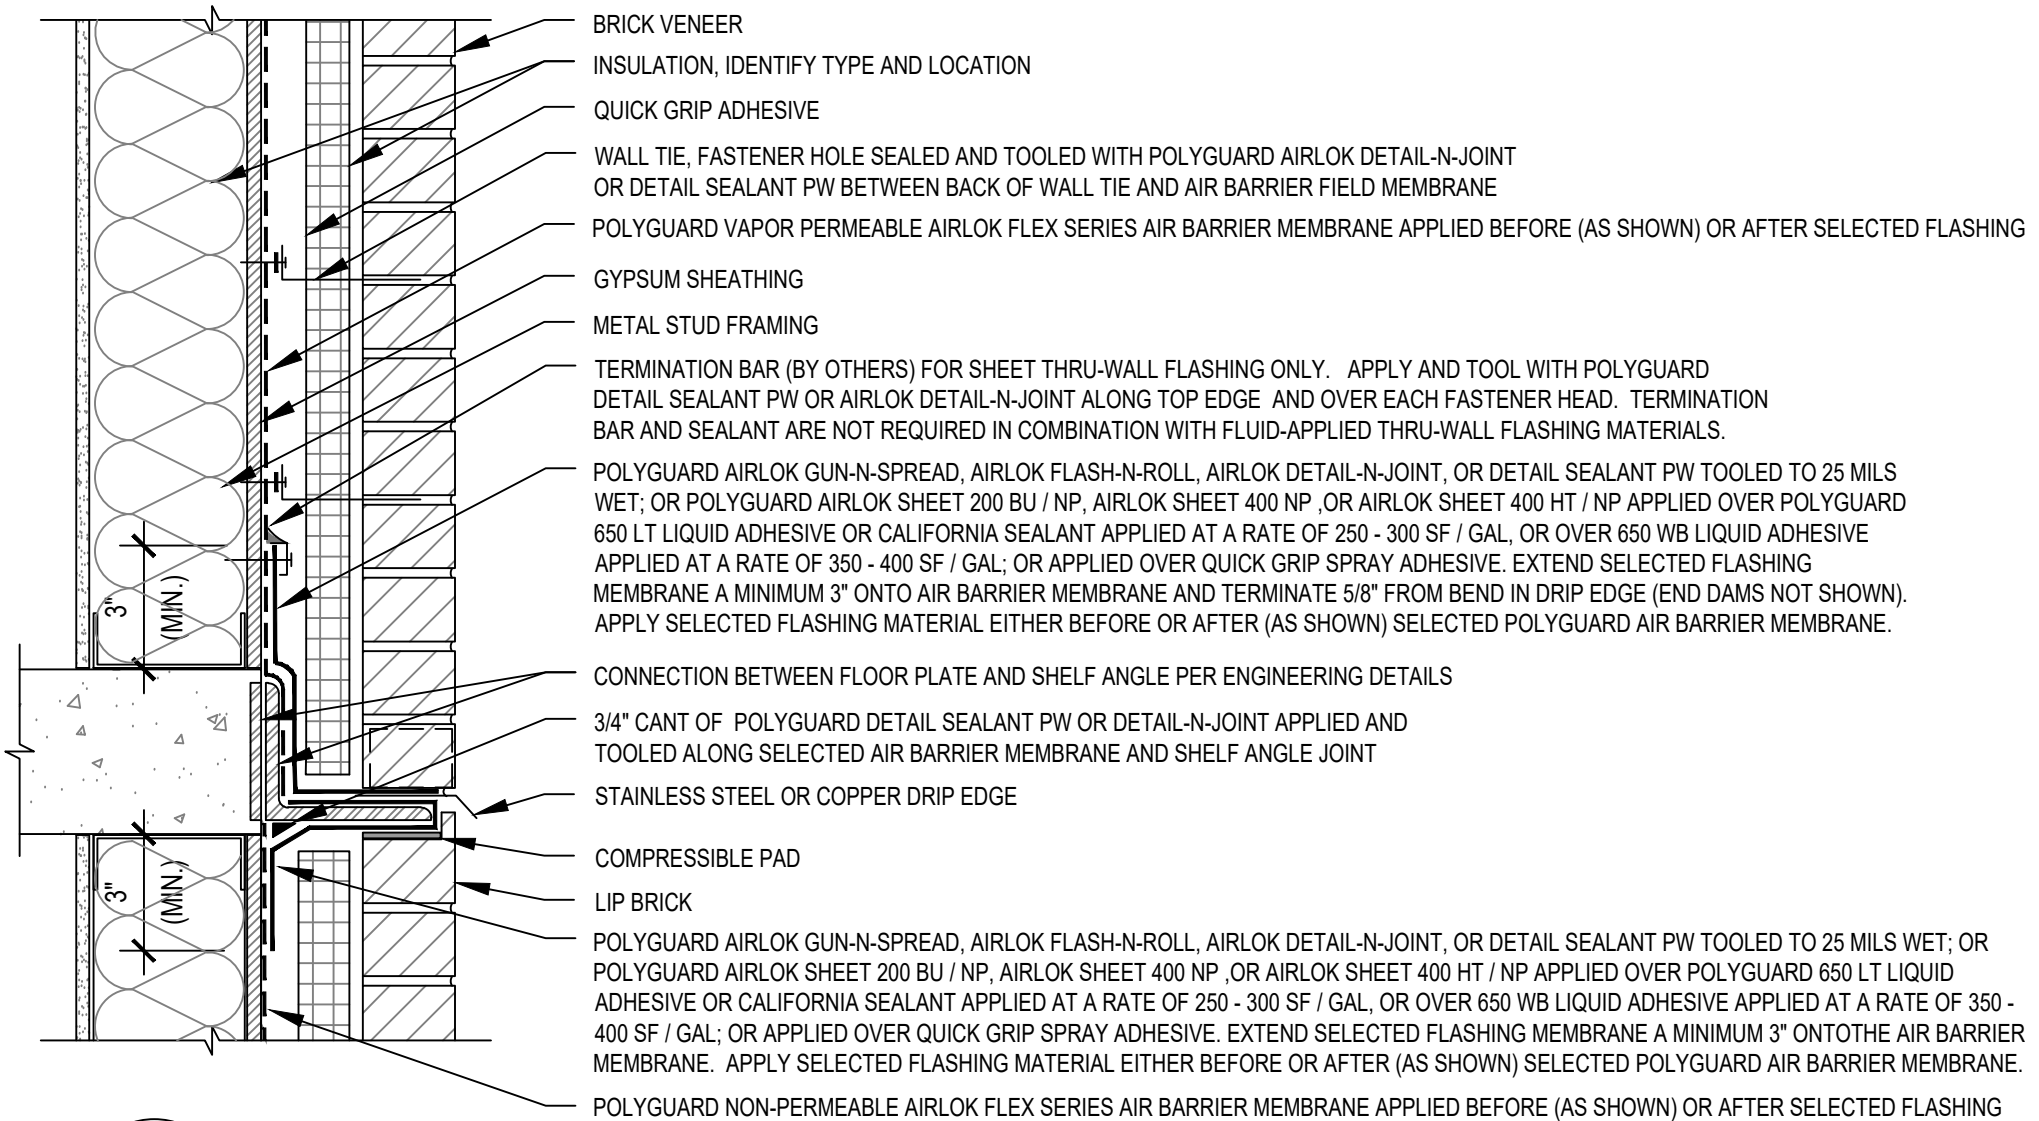 BRICK VENEER
INSULATION, IDENTIFY TYPE AND LOCATION
QUICK GRIP ADHESIVE
WALL TIE, FASTENER HOLE SEALED AND TOOLED WITH POLYGUARD AIRLOK DETAIL-N-JOINT
OR DETAIL SEALANT PW BETWEEN BACK OF WALL TIE AND AIR BARRIER FIELD MEMBRANE
POLYGUARD VAPOR PERMEABLE AIRLOK FLEX SERIES AIR BARRIER MEMBRANE APPLIED BEFORE (AS SHOWN) OR AFTER SELECTED FLASHING
GYPSUM SHEATHING
METAL STUD FRAMING
TERMINATION BAR (BY OTHERS) FOR SHEET THRU-WALL FLASHING ONLY. APPLY AND TOOL WITH POLYGUARD
DETAIL SEALANT PW OR AIRLOK DETAIL-N-JOINT ALONG TOP EDGE AND OVER EACH FASTENER HEAD. TERMINATION
BAR AND SEALANT ARE NOT REQUIRED IN COMBINATION WITH FLUID-APPLIED THRU-WALL FLASHING MATERIALS.
POLYGUARD AIRLOK GUN-N-SPREAD, AIRLOK FLASH-N-ROLL, AIRLOK DETAIL-N-JOINT, OR DETAIL SEALANT PW TOOLED TO 25 MILS
WET; OR POLYGUARD AIRLOK SHEET 200 BU / NP, AIRLOK SHEET 400 NP ,OR AIRLOK SHEET 400 HT / NP APPLIED OVER POLYGUARD
650 LT LIQUID ADHESIVE OR CALIFORNIA SEALANT APPLIED AT A RATE OF 250 - 300 SF / GAL, OR OVER 650 WB LIQUID ADHESIVE
APPLIED AT A RATE OF 350 - 400 SF / GAL; OR APPLIED OVER QUICK GRIP SPRAY ADHESIVE. EXTEND SELECTED FLASHING
MEMBRANE A MINIMUM 3" ONTO AIR BARRIER MEMBRANE AND TERMINATE 5/8" FROM BEND IN DRIP EDGE (END DAMS NOT SHOWN).
APPLY SELECTED FLASHING MATERIAL EITHER BEFORE OR AFTER (AS SHOWN) SELECTED POLYGUARD AIR BARRIER MEMBRANE.
3"
(MIN.)
CONNECTION BETWEEN FLOOR PLATE AND SHELF ANGLE PER ENGINEERING DETAILS
3/4" CANT OF POLYGUARD DETAIL SEALANT PW OR DETAIL-N-JOINT APPLIED AND
TOOLED ALONG SELECTED AIR BARRIER MEMBRANE AND SHELF ANGLE JOINT
STAINLESS STEEL OR COPPER DRIP EDGE
COMPRESSIBLE PAD
3"
(MIN.)
LIP BRICK
POLYGUARD AIRLOK GUN-N-SPREAD, AIRLOK FLASH-N-ROLL, AIRLOK DETAIL-N-JOINT, OR DETAIL SEALANT PW TOOLED TO 25 MILS WET; OR
POLYGUARD AIRLOK SHEET 200 BU / NP, AIRLOK SHEET 400 NP ,OR AIRLOK SHEET 400 HT / NP APPLIED OVER POLYGUARD 650 LT LIQUID
ADHESIVE OR CALIFORNIA SEALANT APPLIED AT A RATE OF 250 - 300 SF / GAL, OR OVER 650 WB LIQUID ADHESIVE APPLIED AT A RATE OF 350 -
400 SF / GAL; OR APPLIED OVER QUICK GRIP SPRAY ADHESIVE. EXTEND SELECTED FLASHING MEMBRANE A MINIMUM 3" ONTOTHE AIR BARRIER
MEMBRANE. APPLY SELECTED FLASHING MATERIAL EITHER BEFORE OR AFTER (AS SHOWN) SELECTED POLYGUARD AIR BARRIER MEMBRANE.
POLYGUARD NON-PERMEABLE AIRLOK FLEX SERIES AIR BARRIER MEMBRANE APPLIED BEFORE (AS SHOWN) OR AFTER SELECTED FLASHING